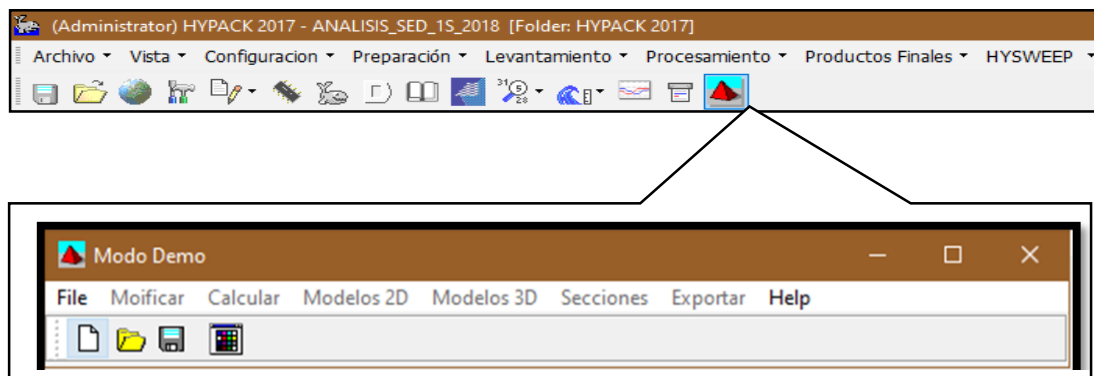 (Administrator) HYPACK 2017 - ANALISIS_SED_1S_2018 [Folder: HYPACK 2017]
Archivo Vista Configuracion Preparación Levantamiento Procesamiento Productos Finales HYSWEEP
Modo Demo
File Moificar Calcular Modelos 2D Modelos 3D Secciones Exportar Help